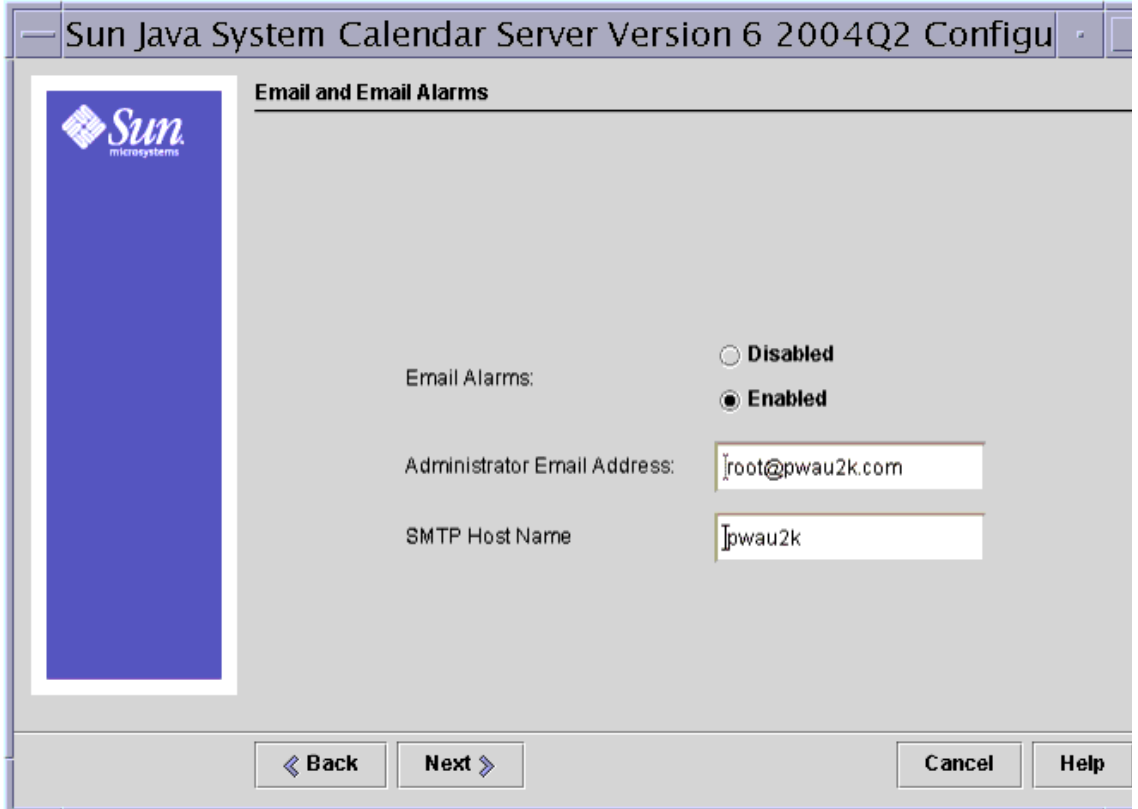 Sun Java System Calendar Server Version 6 2004Q2 Configu
Sun
microsystems
Email and Email Alarms
Email Alarms:
Disabled
Enabled
Administrator Email Address:
root@pwau2k.com
SMTP Host Name
pwau2k
Back
Next
Cancel
Help